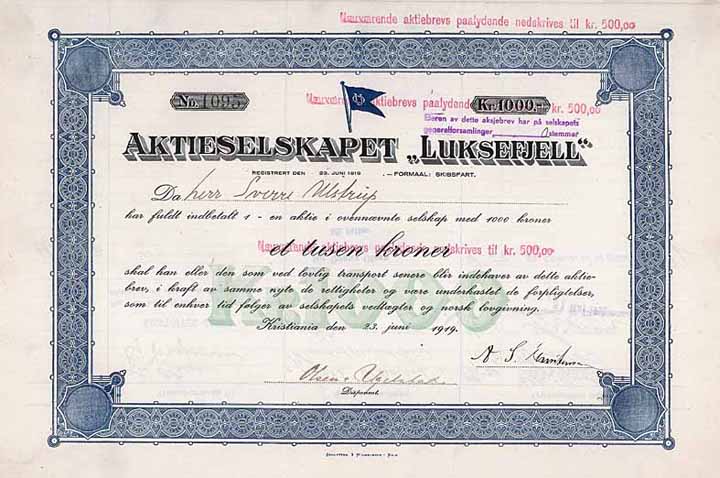 Nærværende aktiebrevs paalydende nedskrives til kr. 500,00
No. 1095
Nærværende aktiebrevs paalydende kr. 500,00
Kr. 1000,-
Eieren av dette aksjebrev har på selskapets
generalforsamlinger stemmer
AKTIESELSKAPET „LUKSEFJELL“
REGISTRERT DEN 23. JUNI 1919 FORMAAL: SKIBSFART.
Da herr Sverre Ulstrup
har fuldt indbetalt 1 - en aktie i ovennævnte selskap med 1000 kroner
Nærværende aktiebrevs paalydende nedskrives til kr. 500,00
et tusen kroner
skal han eller den som ved lovlig transport senere blir indehaver av dette aktie-
brev, i kraft av samme nyte de rettigheter og være underkastet de forpligtelser,
som til enhver tid følger av selskapets vedtægter og norsk lovgivning.
Kristiania den 23. juni 1919.
A. S.
Olsen & Ugelstad
Disponent.